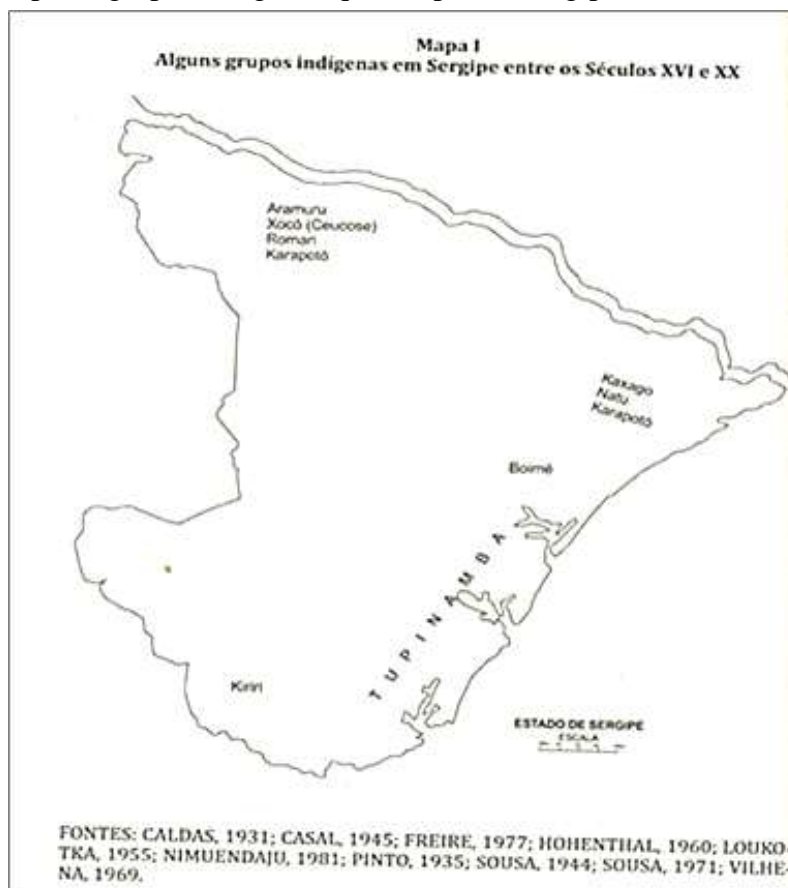 Mapa I
Alguns grupos indígenas em Sergipe entre os Séculos XVI e XX
Aramuru
Xocó (Ceucose)
Romari
Karapotó
Kaxago
Natu
Karapotó
Boimé
TUPINAMBA
Kiriri
ESTADO DE SERGIPE
ESCALA
FONTES: CALDAS, 1931; CASAL, 1945; FREIRE, 1977; HOHENTHAL, 1960; LOUKO-
TKA, 1955; NIMUENDAJU, 1981; PINTO, 1935; SOUSA, 1944; SOUSA, 1971; VILHE-
NA, 1969.